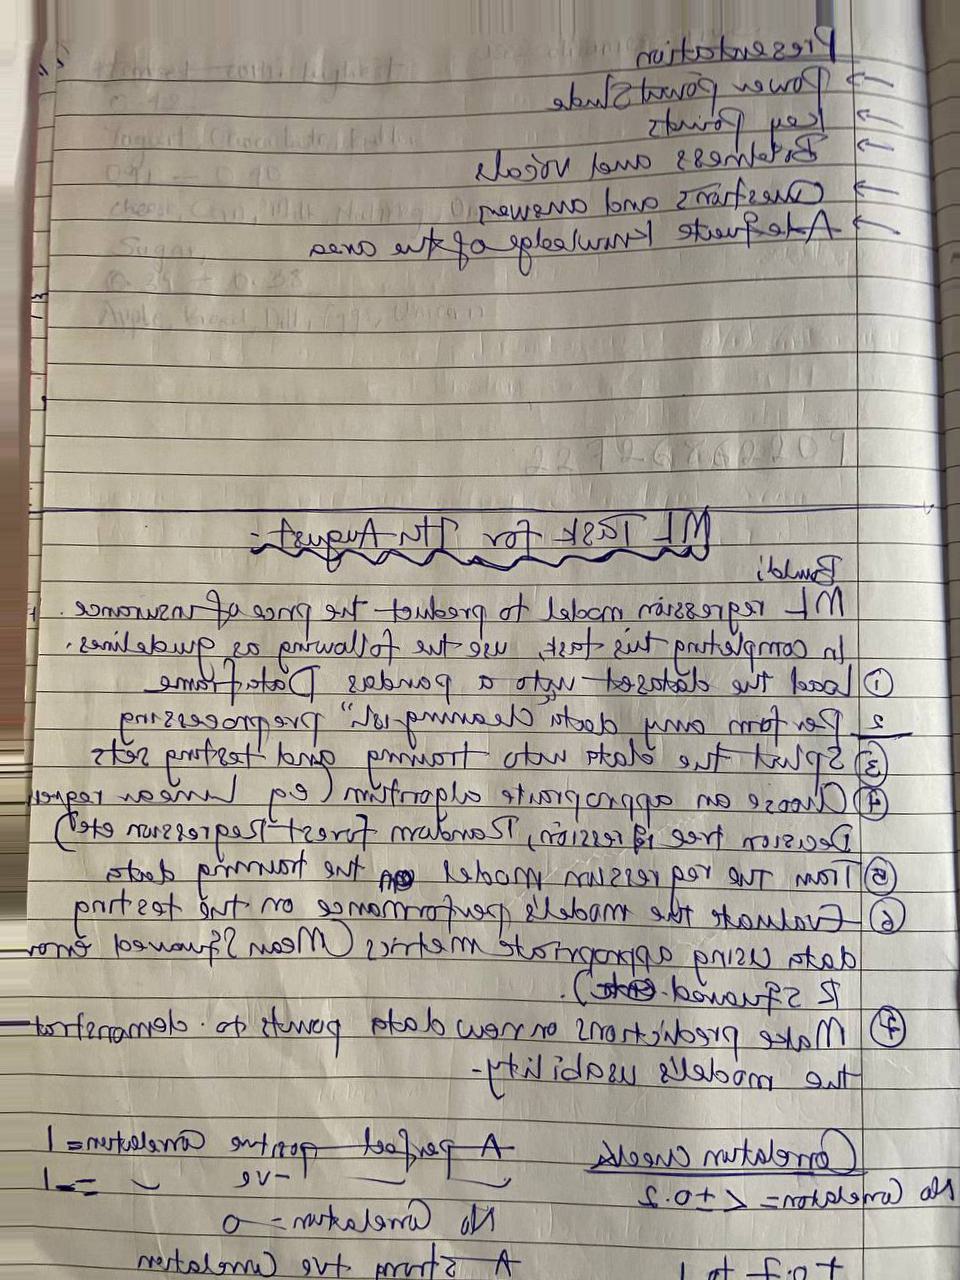 Presentation
→ Power point Slide
→ key points
→ Boldness and vocals
→ Questions and answers
→ Adequate knowledge of the area
22726862209
ML Task for 7th August:
Build:
ML regression model to predict the price of insurance.
In completing this task, use the following as guidelines.
① Load the dataset into a pandas DataFrame
2 Perform any data "cleaning ish" preprocessing
③ Split the data into training and testing sets
④ Choose an appropriate algorithm (eg Linear regres
Decision tree regression, Random Forest Regression etc)
⑤ Train the regression model on the training data
⑥ Evaluate the model's performance on the testing
data using appropriate metrics (Mean Squared error
R squared etc).
⑦ Make predictions on new data points to demonstrat
the model's usability-
Correlation checks A perfect positive Correlation = 1
No Correlation = < ±0.2 -ve = -1
No Correlation = 0
+0.7 to 1 A strong +ve Correlation